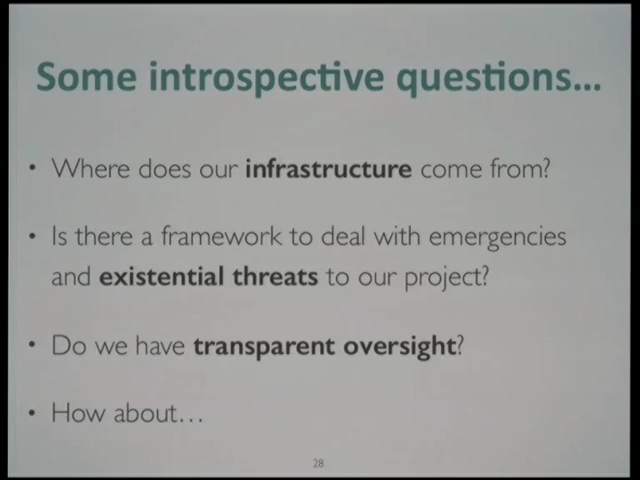 Some introspective questions...
• Where does our infrastructure come from?
• Is there a framework to deal with emergencies
and existential threats to our project?
• Do we have transparent oversight?
• How about…
28